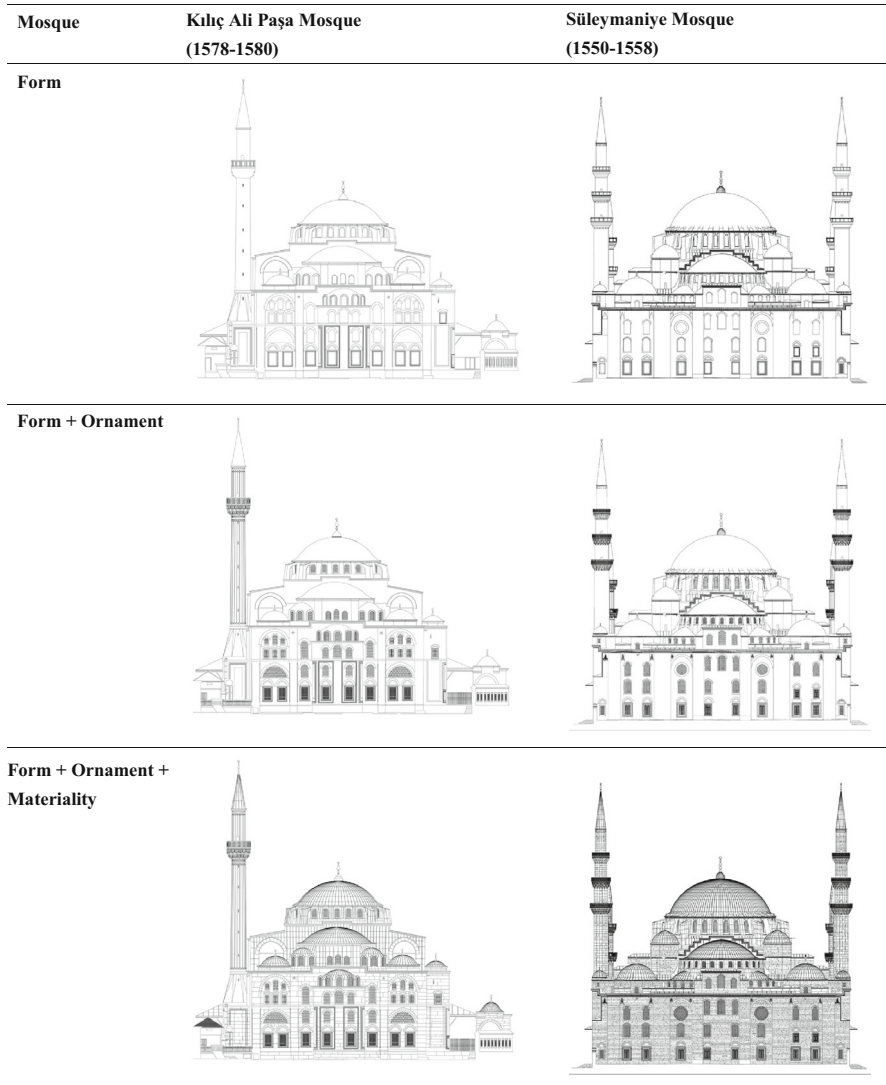 Mosque
Kılıç Ali Paşa Mosque
(1578-1580)
Süleymaniye Mosque
(1550-1558)
Form
Form + Ornament
Form + Ornament +
Materiality